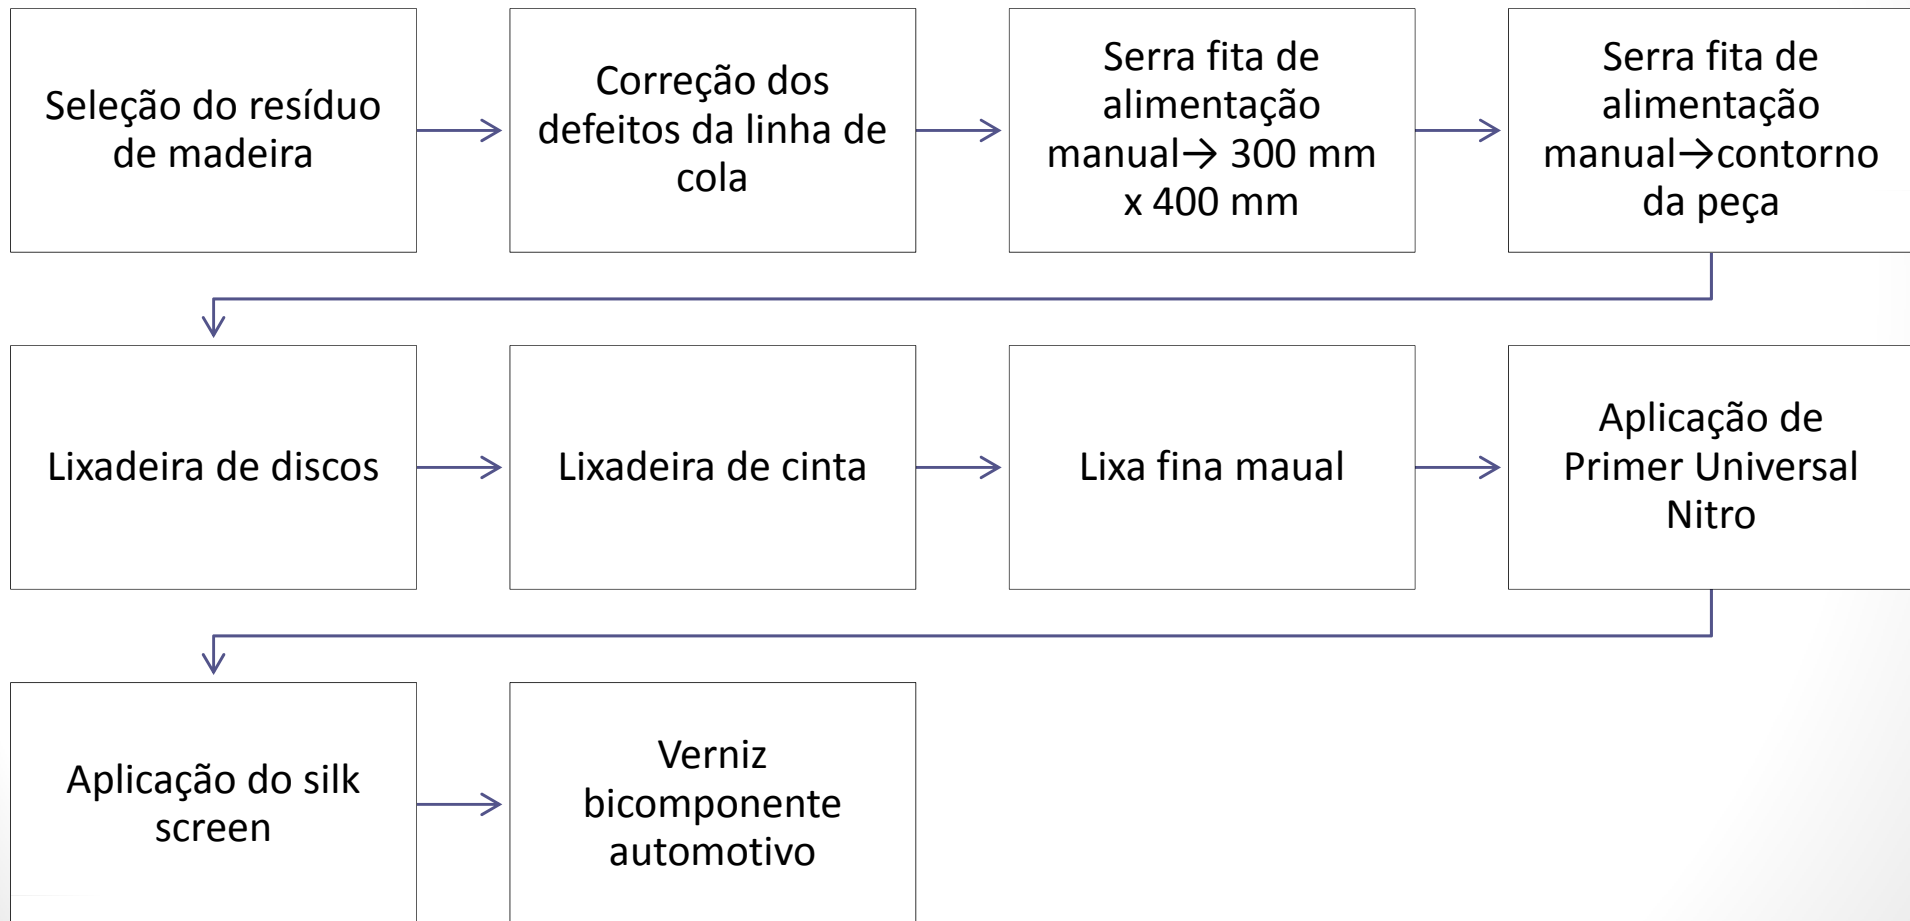 Seleção do resíduo
de madeira
Correção dos
defeitos da linha de
cola
Serra fita de
alimentação
manual→ 300 mm
x 400 mm
Serra fita de
alimentação
manual→contorno
da peça
Lixadeira de discos
Lixadeira de cinta
Lixa fina maual
Aplicação de
Primer Universal
Nitro
Aplicação do silk
screen
Verniz
bicomponente
automotivo